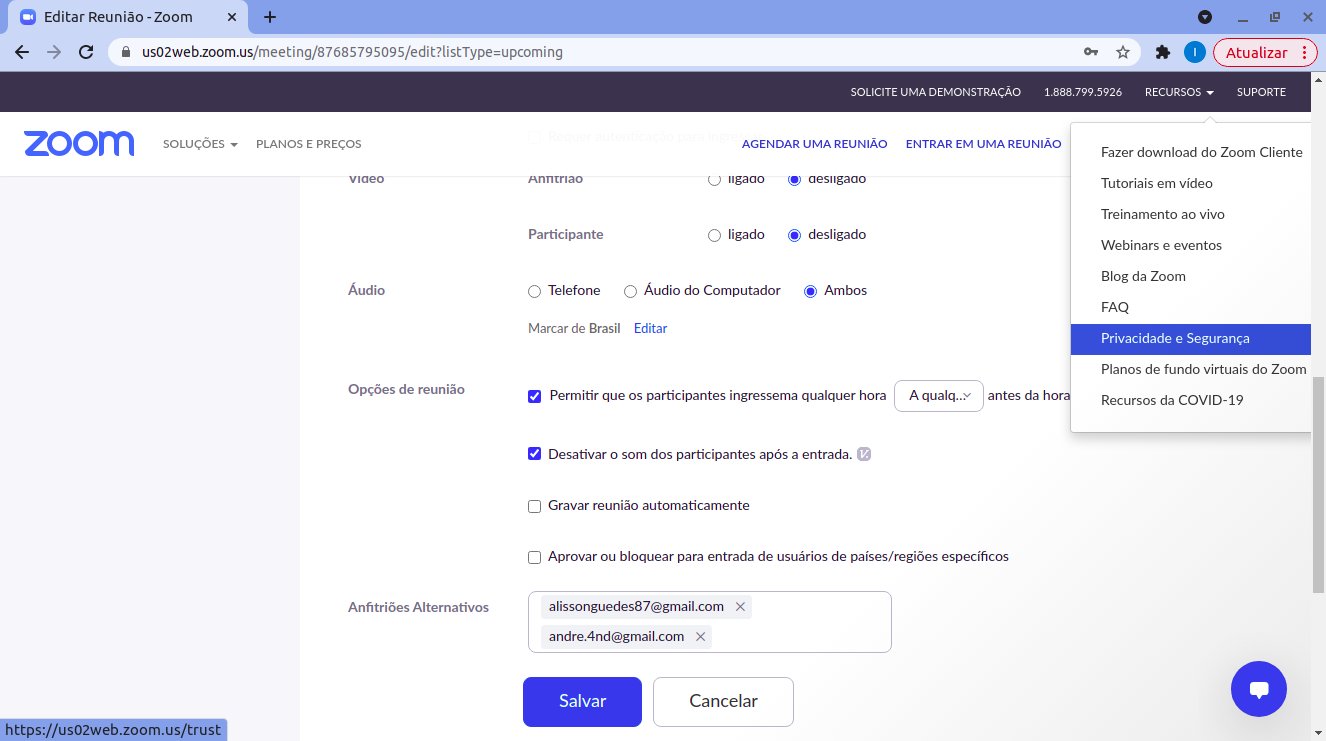 Editar Reunião - Zoom
us02web.zoom.us/meeting/87685795095/edit?listType=upcoming
I
Atualizar
SOLICITE UMA DEMONSTRAÇÃO 1.888.799.5926 RECURSOS SUPORTE
zoom SOLUÇÕES PLANOS E PREÇOS AGENDAR UMA REUNIÃO ENTRAR EM UMA REUNIÃO
Fazer download do Zoom Cliente
Tutoriais em vídeo
Treinamento ao vivo
Webinars e eventos
Blog da Zoom
FAQ
Privacidade e Segurança
Planos de fundo virtuais do Zoom
Recursos da COVID-19
Vídeo Anfitrião ligado desligado
Participante ligado desligado
Áudio Telefone Áudio do Computador Ambos
Marcar de Brasil Editar
Opções de reunião Permitir que os participantes ingressema qualquer hora A qualq... antes da hora
Desativar o som dos participantes após a entrada.
Gravar reunião automaticamente
Aprovar ou bloquear para entrada de usuários de países/regiões específicos
Anfitriões Alternativos alissonguedes87@gmail.com
andre.4nd@gmail.com
Salvar Cancelar
https://us02web.zoom.us/trust